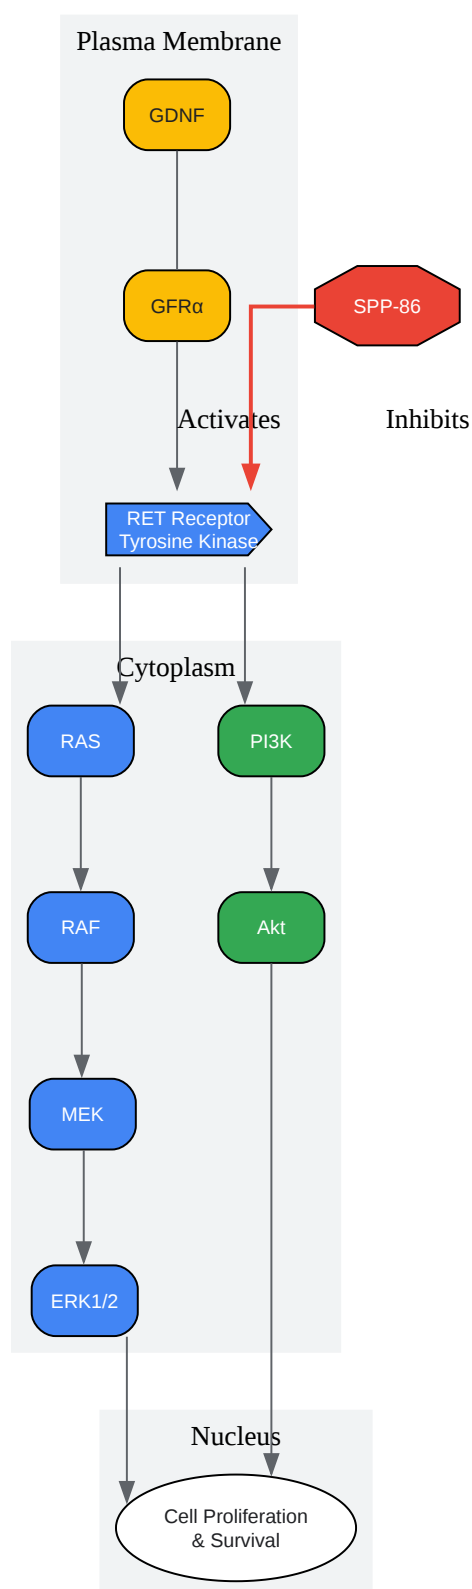 Plasma Membrane
GDNF
GFRα
SPP-86
Activates
Inhibits
RET Receptor
Tyrosine Kinase
Cytoplasm
RAS
PI3K
RAF
Akt
MEK
ERK1/2
Nucleus
Cell Proliferation
& Survival